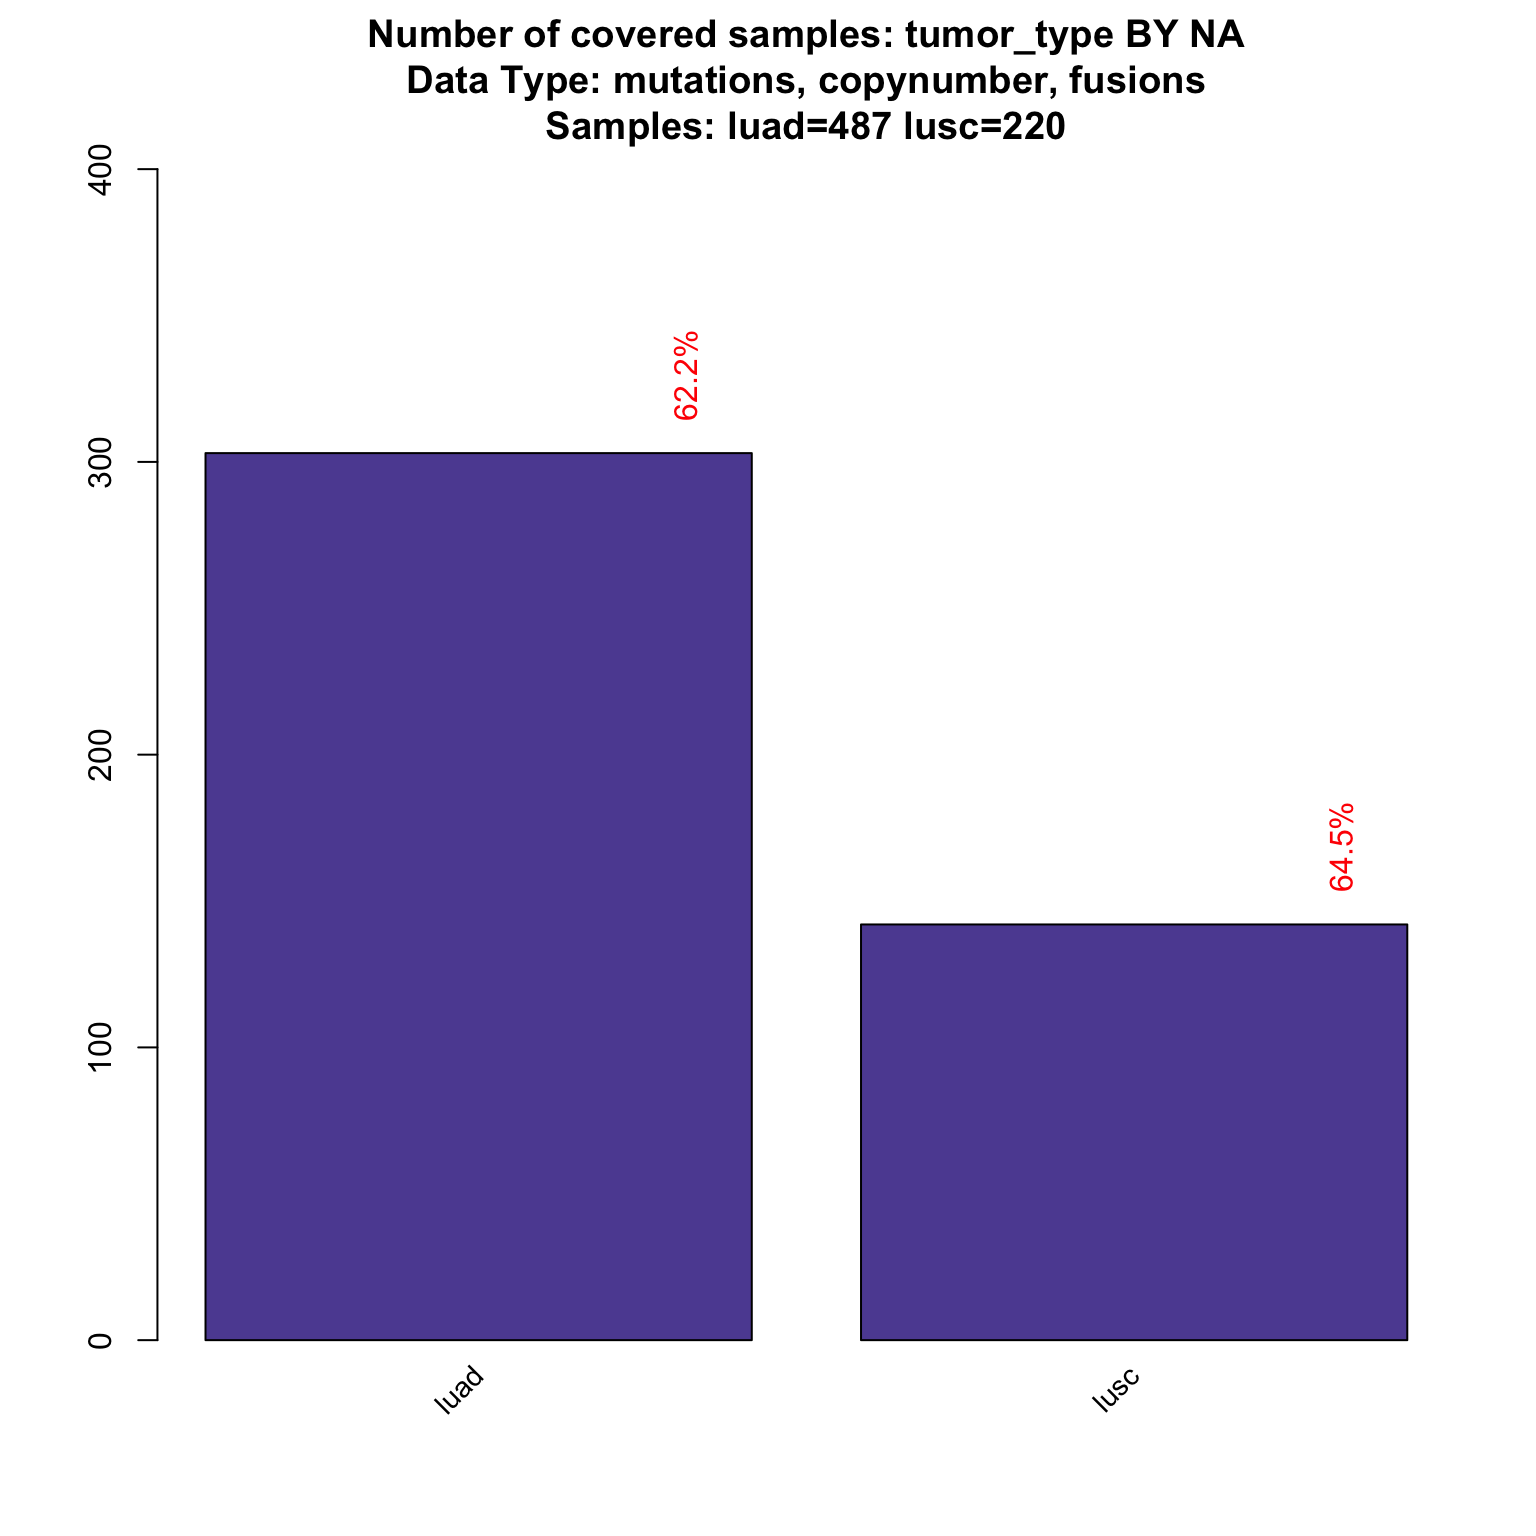 Number of covered samples: tumor_type BY NA
Data Type: mutations, copynumber, fusions
Samples: luad=487 lusc=220
400
300
200
100
0
62.2%
64.5%
luad
lusc